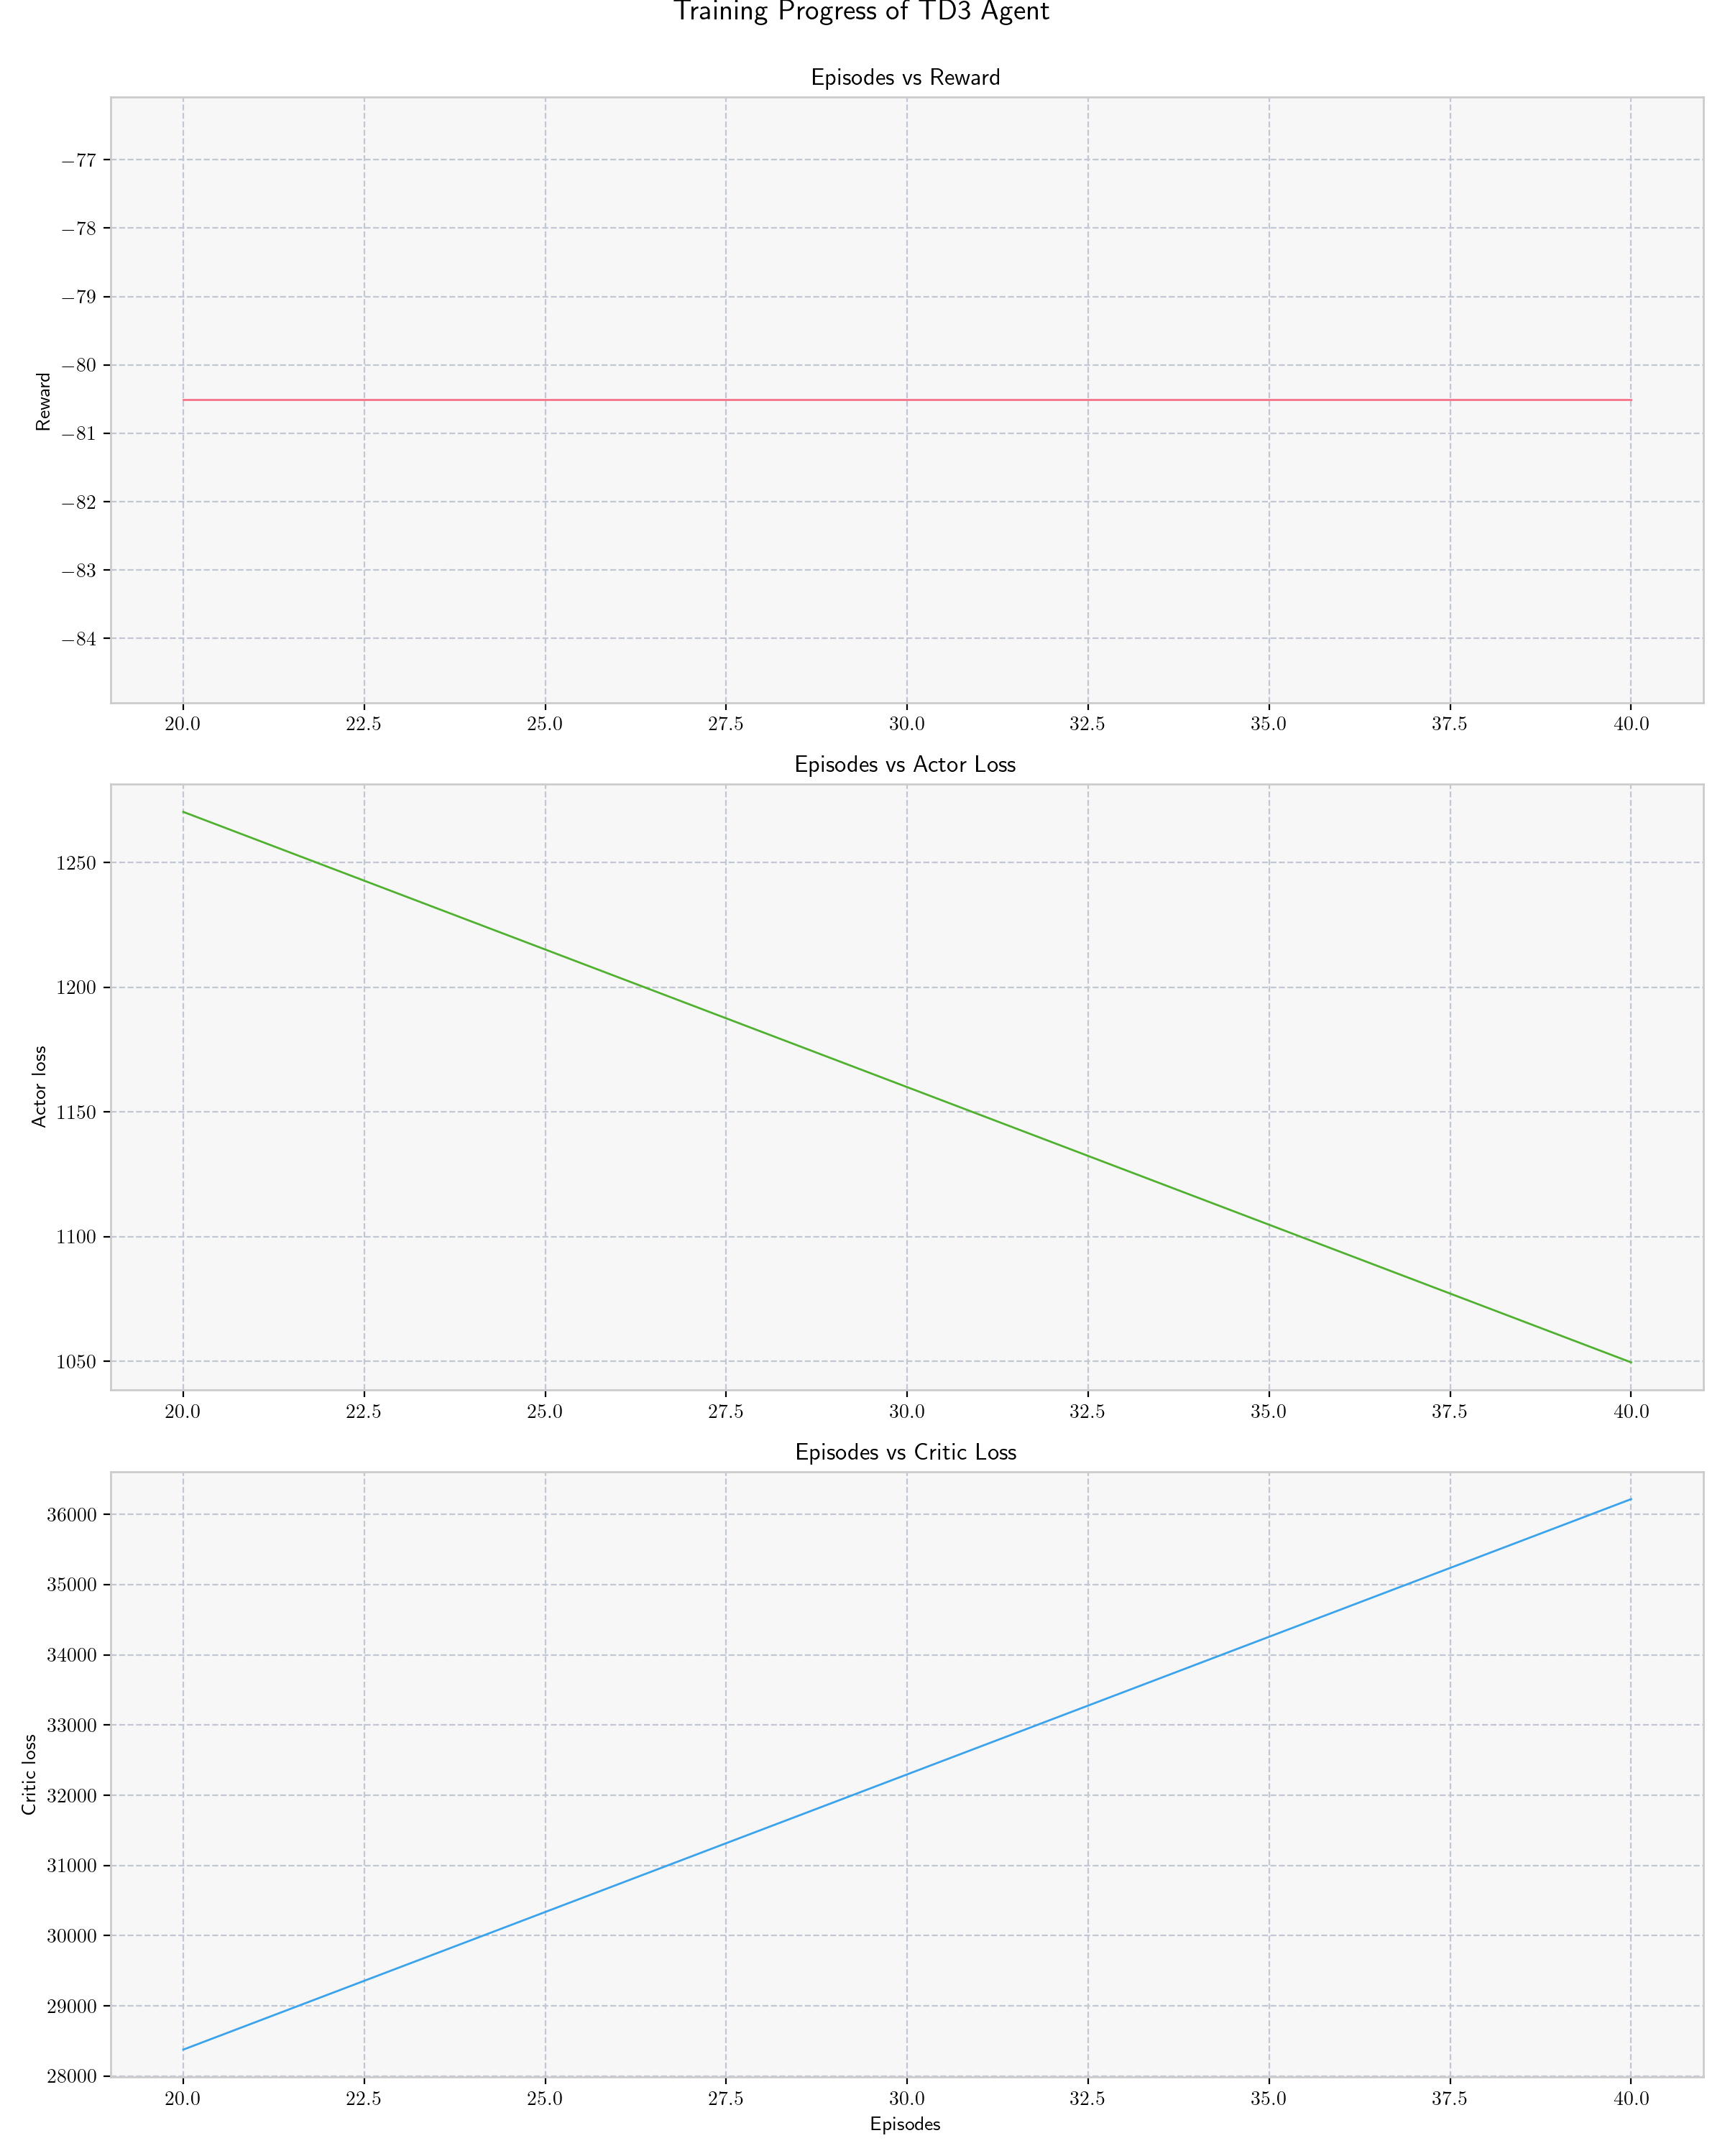 Training Progress of TD3 Agent
Episodes vs Reward
Reward
−77
−78
−79
−80
−81
−82
−83
−84
20.0 22.5 25.0 27.5 30.0 32.5 35.0 37.5 40.0
Episodes vs Actor Loss
Actor loss
1250
1200
1150
1100
1050
20.0 22.5 25.0 27.5 30.0 32.5 35.0 37.5 40.0
Episodes vs Critic Loss
Critic loss
36000
35000
34000
33000
32000
31000
30000
29000
28000
20.0 22.5 25.0 27.5 30.0 32.5 35.0 37.5 40.0
Episodes